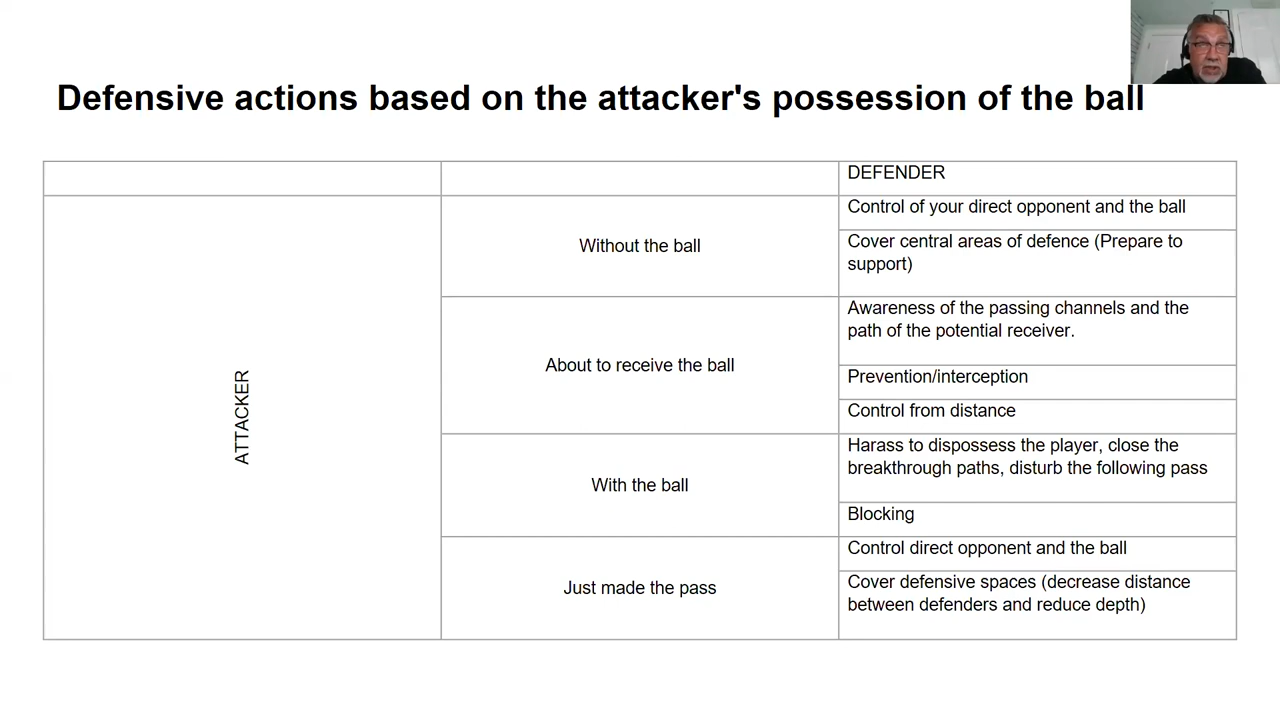 Defensive actions based on the attacker's possession of the ball
DEFENDER
ATTACKER
Without the ball
Control of your direct opponent and the ball
Cover central areas of defence (Prepare to
support)
About to receive the ball
Awareness of the passing channels and the
path of the potential receiver.
Prevention/interception
Control from distance
With the ball
Harass to dispossess the player, close the
breakthrough paths, disturb the following pass
Blocking
Just made the pass
Control direct opponent and the ball
Cover defensive spaces (decrease distance
between defenders and reduce depth)